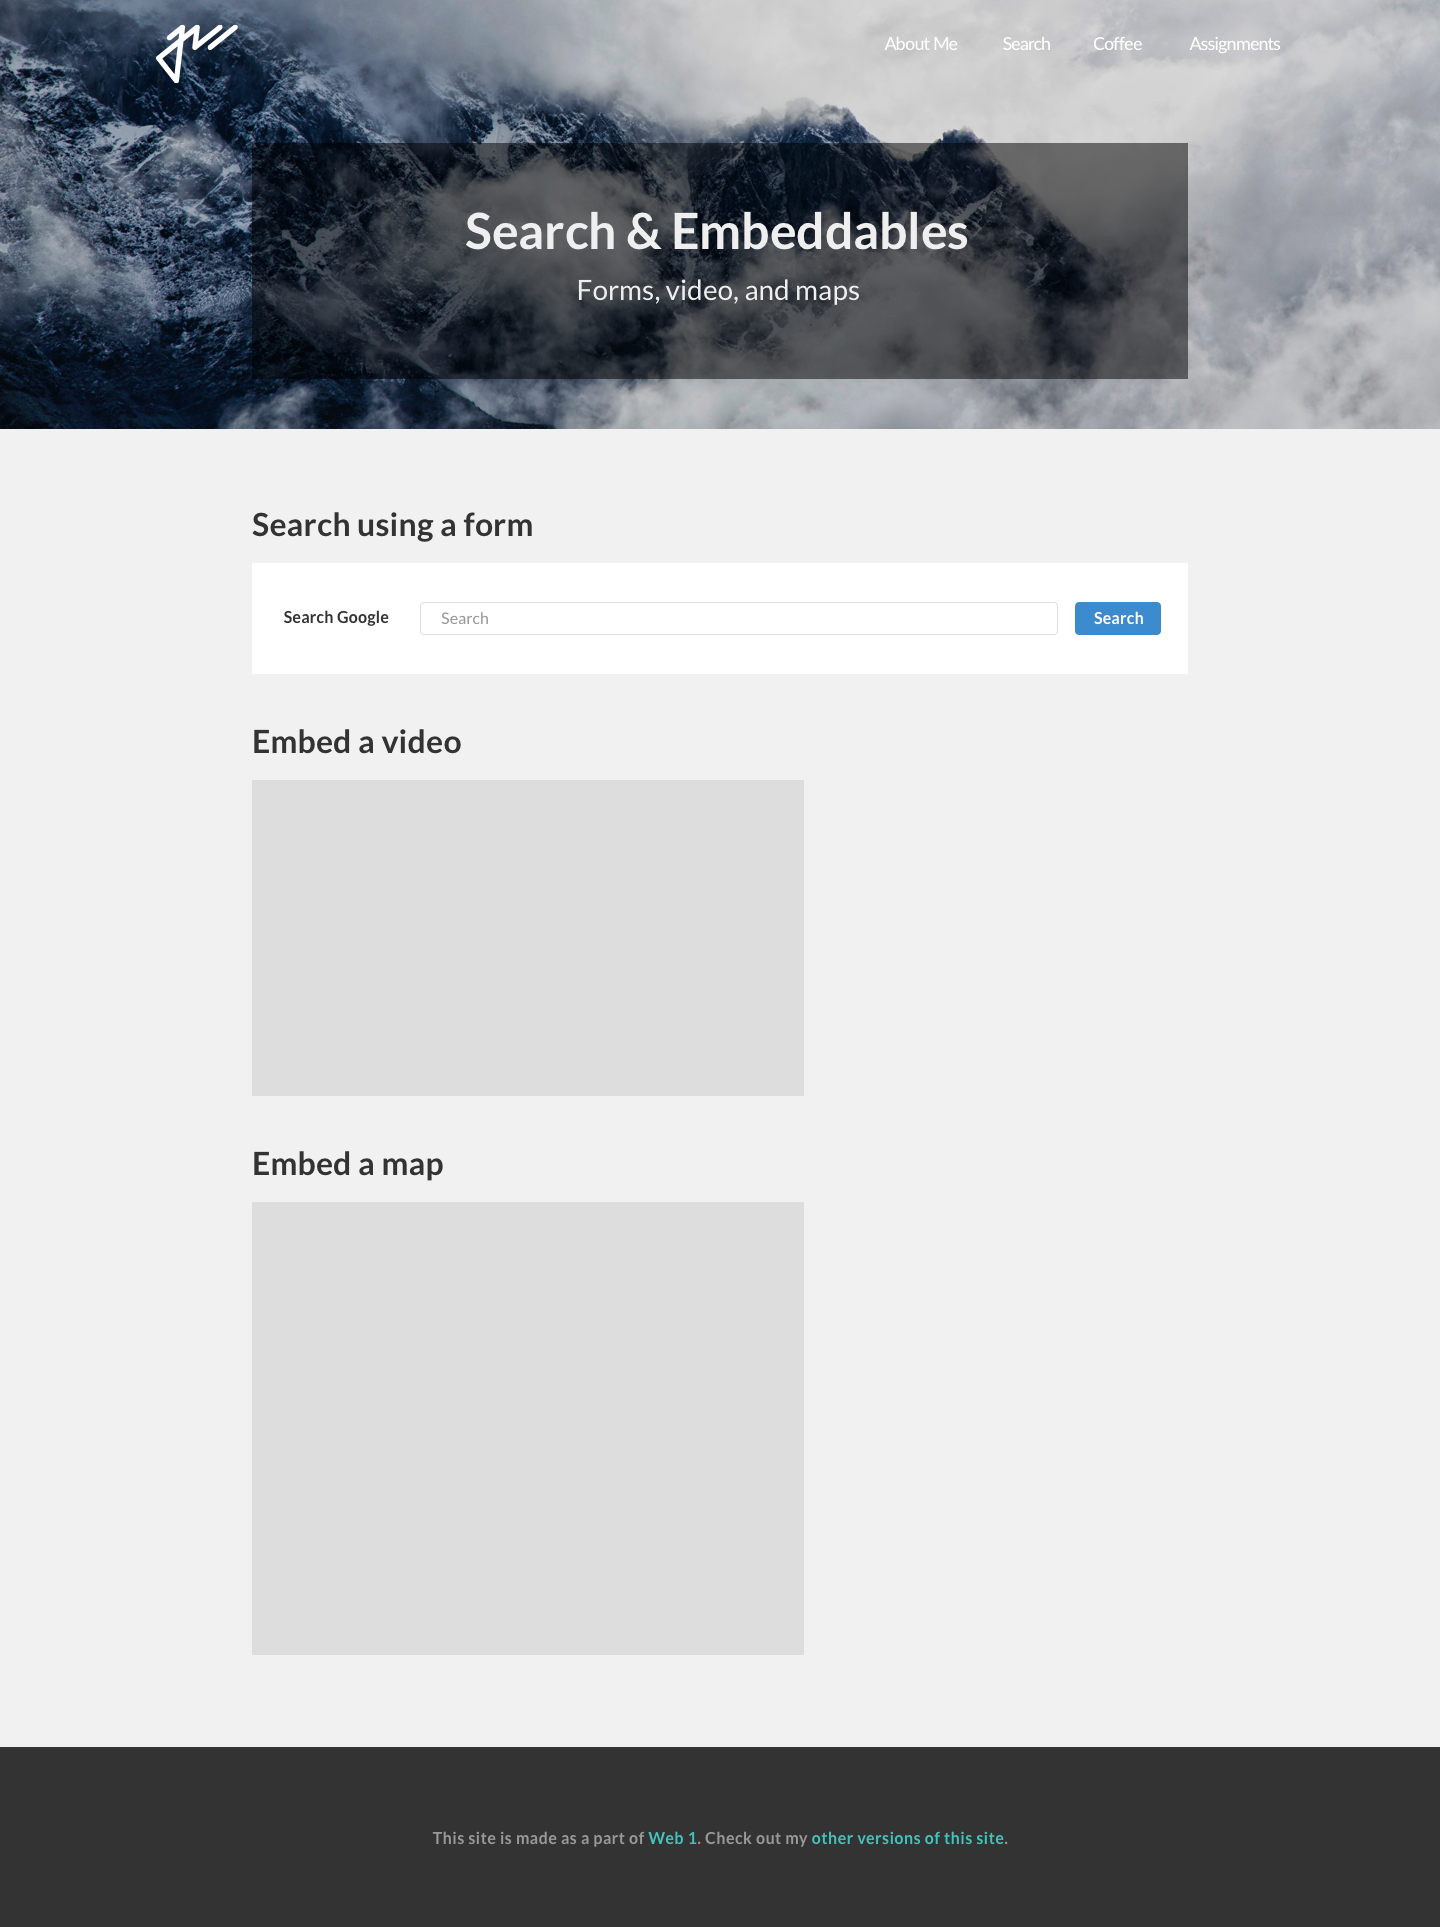 About Me Search Coffee Assignments
Search & Embeddables
Forms, video, and maps
Search using a form
Search Google Search Search
Embed a video
Embed a map
This site is made as a part of Web 1. Check out my other versions of this site.